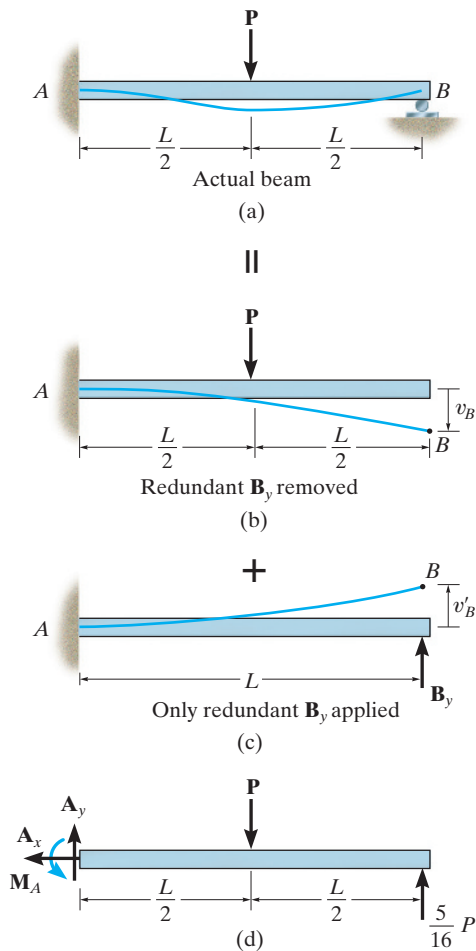 P
A
B
L/2
L/2
Actual beam
(a)
=
P
A
v_B
L/2
L/2
B
Redundant B_y removed
(b)
+
B
A
v'_B
L
B_y
Only redundant B_y applied
(c)
P
A_y
A_x
M_A
L/2
L/2
5/16 P
(d)